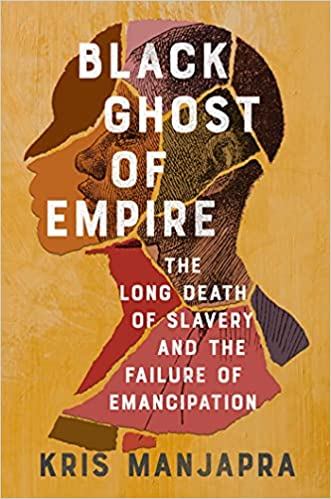 BLACK
GHOST
OF
EMPIRE
THE
LONG DEATH
OF SLAVERY
AND THE
FAILURE OF
EMANCIPATION
KRIS MANJAPRA